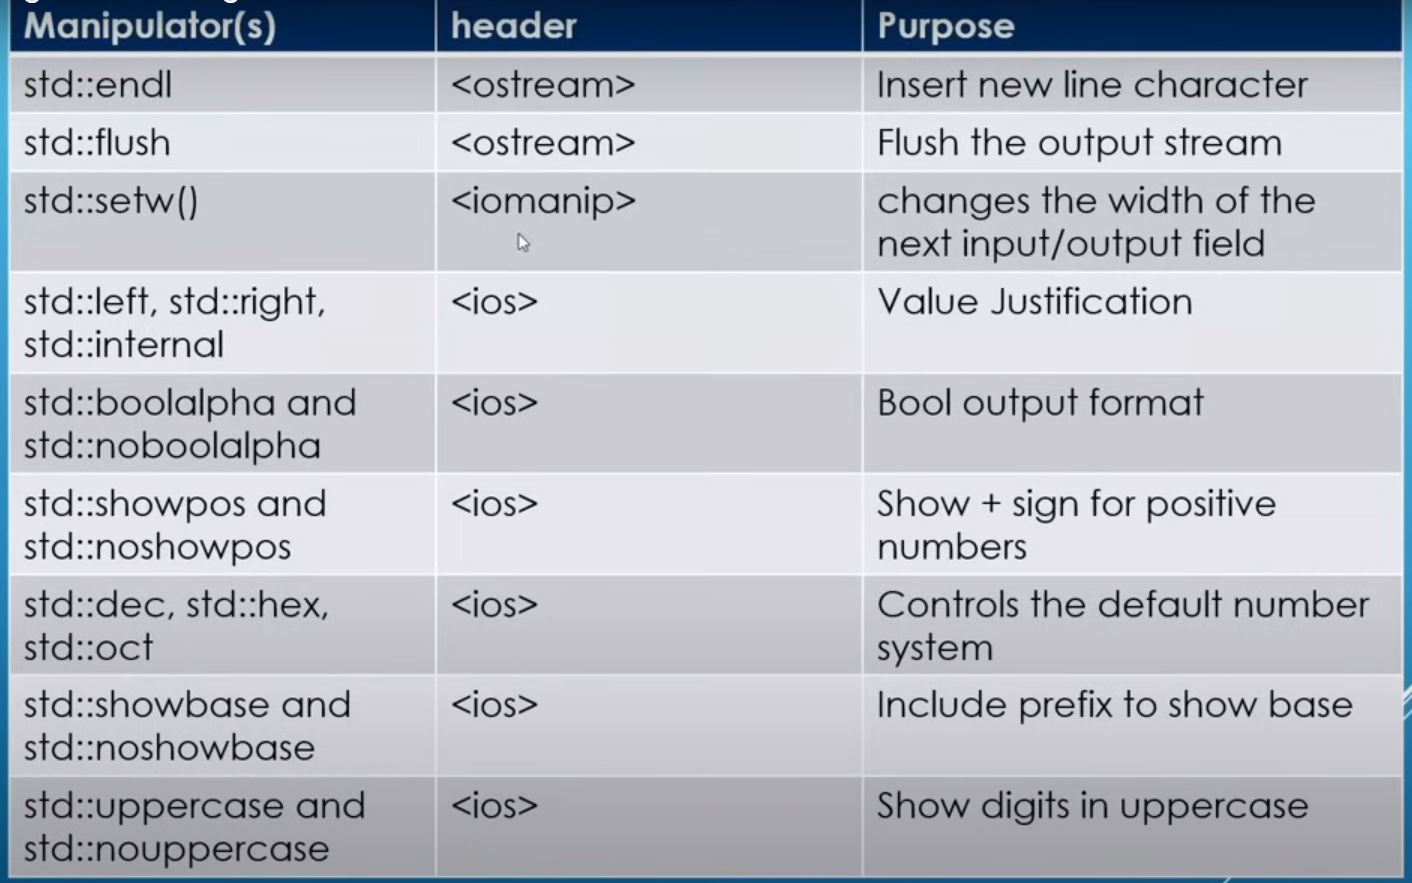 Manipulator(s) header Purpose
std::endl <ostream> Insert new line character
std::flush <ostream> Flush the output stream
std::setw() <iomanip> changes the width of the
next input/output field
std::left, std::right, <ios> Value Justification
std::internal
std::boolalpha and <ios> Bool output format
std::noboolalpha
std::showpos and <ios> Show + sign for positive
std::noshowpos numbers
std::dec, std::hex, <ios> Controls the default number
std::oct system
std::showbase and <ios> Include prefix to show base
std::noshowbase
std::uppercase and <ios> Show digits in uppercase
std::nouppercase